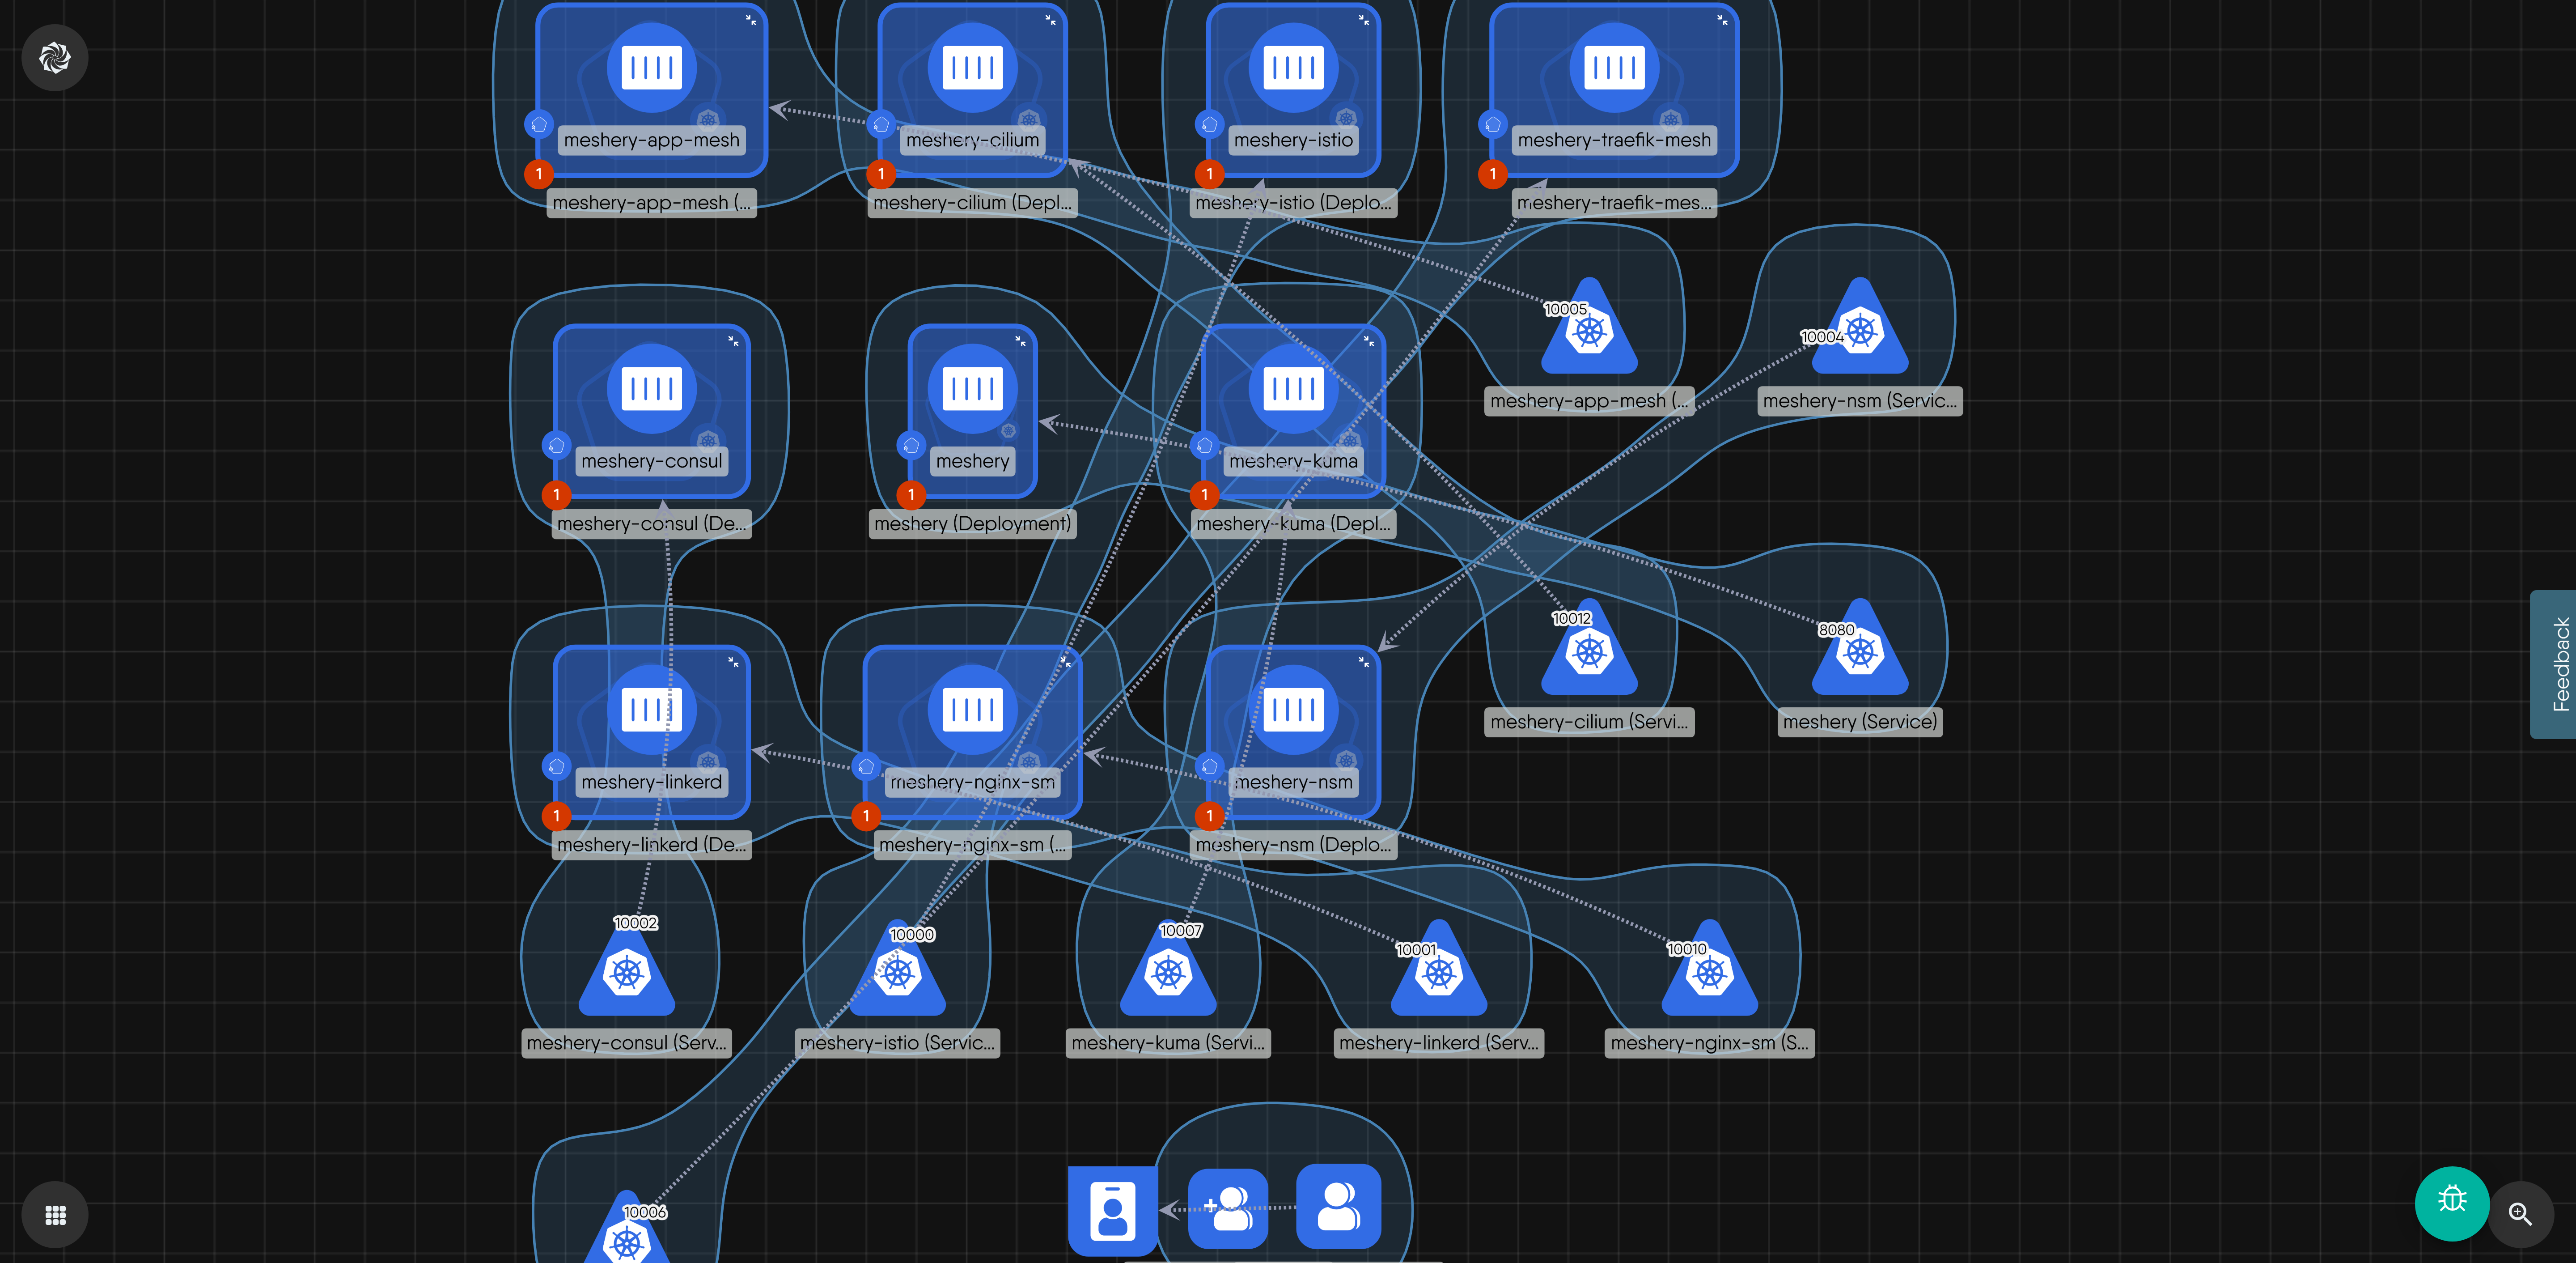 meshery-app-mesh
meshery-cilium
meshery-istio
meshery-traefik-mesh
1
1
1
1
meshery-app-mesh (...
meshery-cilium (Depl...
meshery-istio (Deplo...
meshery-traefik-mes...
10005
10004
meshery-app-mesh (...
meshery-nsm (Servic...
meshery-consul
meshery
meshery-kuma
1
1
1
meshery-consul (De...
meshery (Deployment)
meshery-kuma (Depl...
10012
8080
meshery-cilium (Servi...
meshery (Service)
Feedback
meshery-linkerd
meshery-nginx-sm
meshery-nsm
1
1
1
meshery-linkerd (De...
meshery-nginx-sm (...
meshery-nsm (Deplo...
10002
10000
10007
10001
10010
meshery-consul (Serv...
meshery-istio (Servic...
meshery-kuma (Servi...
meshery-linkerd (Serv...
meshery-nginx-sm (S...
10006